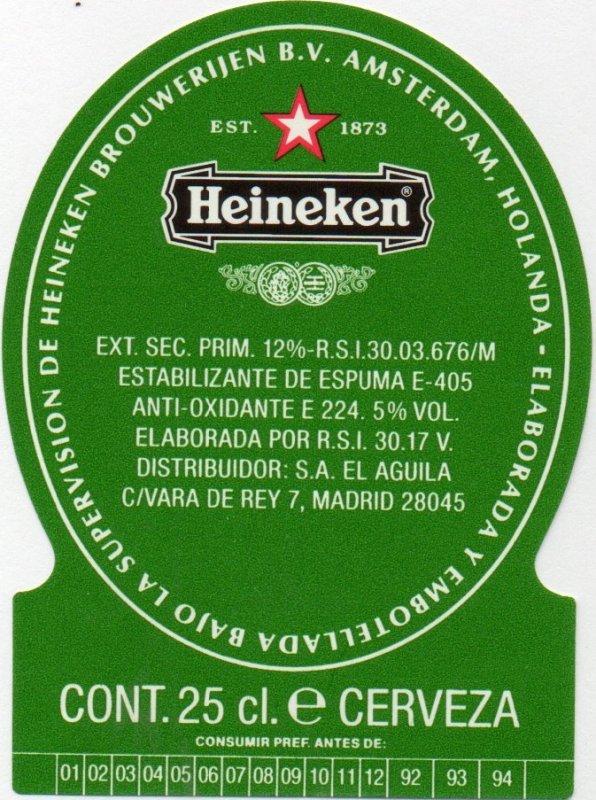 ELABORADA Y EMBOTELLADA BAJO LA SUPERVISION DE HEINEKEN BROUWERIJEN B.V. AMSTERDAM, HOLANDA -
EST. 1873
Heineken®
EXT. SEC. PRIM. 12%-R.S.I.30.03.676/M
ESTABILIZANTE DE ESPUMA E-405
ANTI-OXIDANTE E 224. 5% VOL.
ELABORADA POR R.S.I. 30.17 V.
DISTRIBUIDOR: S.A. EL AGUILA
C/VARA DE REY 7, MADRID 28045
CONT. 25 cl. e CERVEZA
CONSUMIR PREF. ANTES DE:
01 02 03 04 05 06 07 08 09 10 11 12 92 93 94